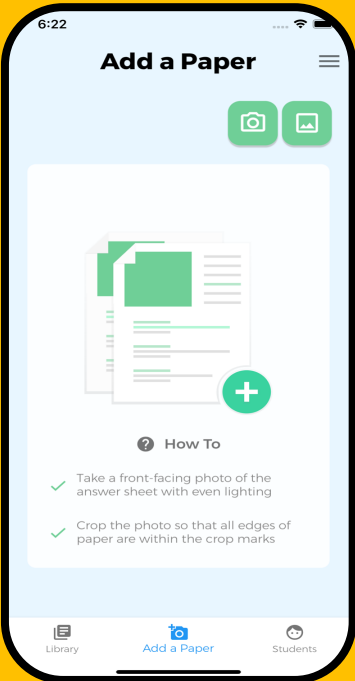 6:22
Add a Paper
How To
Take a front-facing photo of the
answer sheet with even lighting
Crop the photo so that all edges of
paper are within the crop marks
Library
Add a Paper
Students